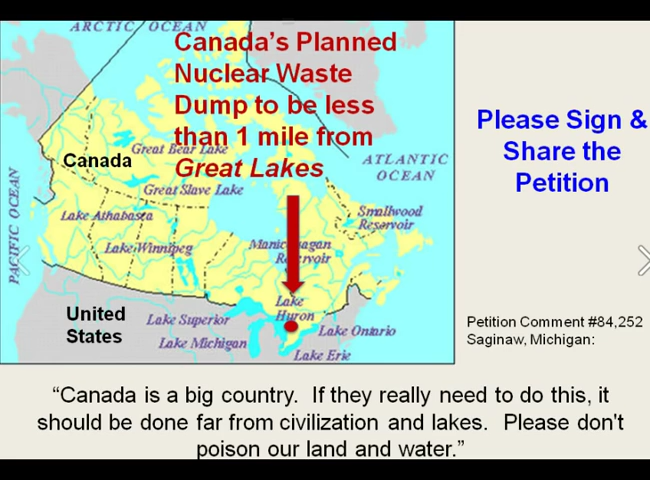 ARCTIC OCEAN
Canada's Planned
Nuclear Waste
Dump to be less
than 1 mile from
Great Lakes
Canada
Great Bear Lake
Great Slave Lake
ATLANTIC
OCEAN
PACIFIC OCEAN
Lake Athabasca
Lake Winnipeg
Smallwood
Reservoir
Manicouagan
Reservoir
Lake
Huron
United
States
Lake Superior
Lake Michigan
Lake Ontario
Lake Erie
Please Sign &
Share the
Petition
Petition Comment #84,252
Saginaw, Michigan:
“Canada is a big country.  If they really need to do this, it
should be done far from civilization and lakes.  Please don't
poison our land and water.”